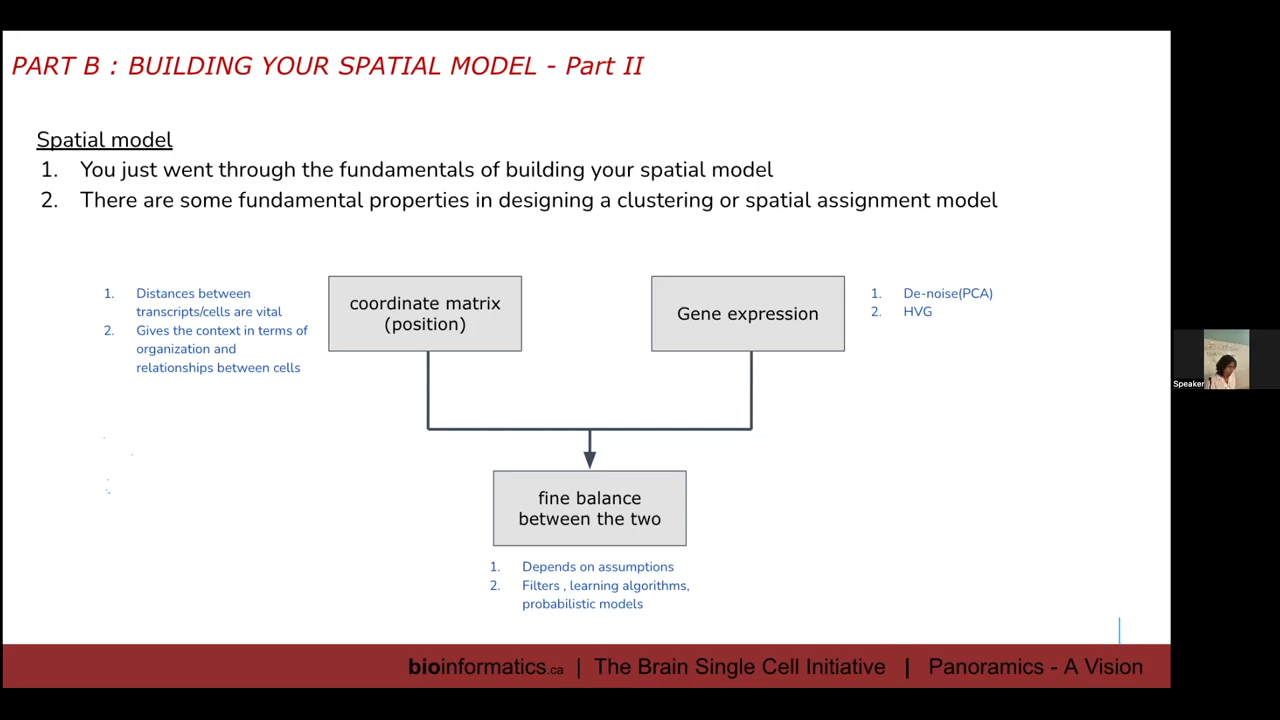 PART B : BUILDING YOUR SPATIAL MODEL - Part II
Spatial model
1. You just went through the fundamentals of building your spatial model
2. There are some fundamental properties in designing a clustering or spatial assignment model
1. Distances between
transcripts/cells are vital
2. Gives the context in terms of
organization and
relationships between cells
coordinate matrix
(position)
Gene expression
1. De-noise(PCA)
2. HVG
fine balance
between the two
1. Depends on assumptions
2. Filters , learning algorithms,
probabilistic models
Speaker
bioinformatics.ca | The Brain Single Cell Initiative | Panoramics - A Vision